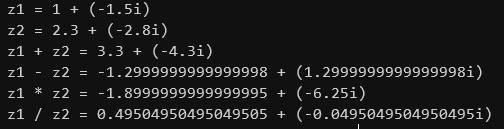 z1 = 1 + (-1.5i)
z2 = 2.3 + (-2.8i)
z1 + z2 = 3.3 + (-4.3i)
z1 - z2 = -1.2999999999999998 + (1.2999999999999998i)
z1 * z2 = -1.8999999999999995 + (-6.25i)
z1 / z2 = 0.49504950495049505 + (-0.0495049504950495i)